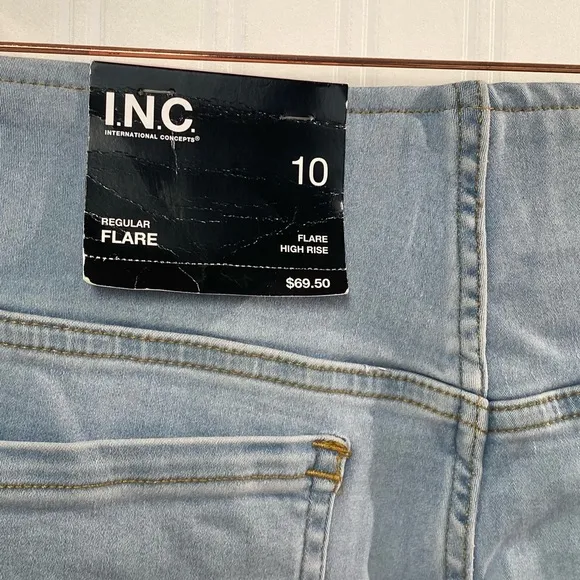 I.N.C.
INTERNATIONAL CONCEPTS®
10
REGULAR
FLARE
FLARE
HIGH RISE
$69.50